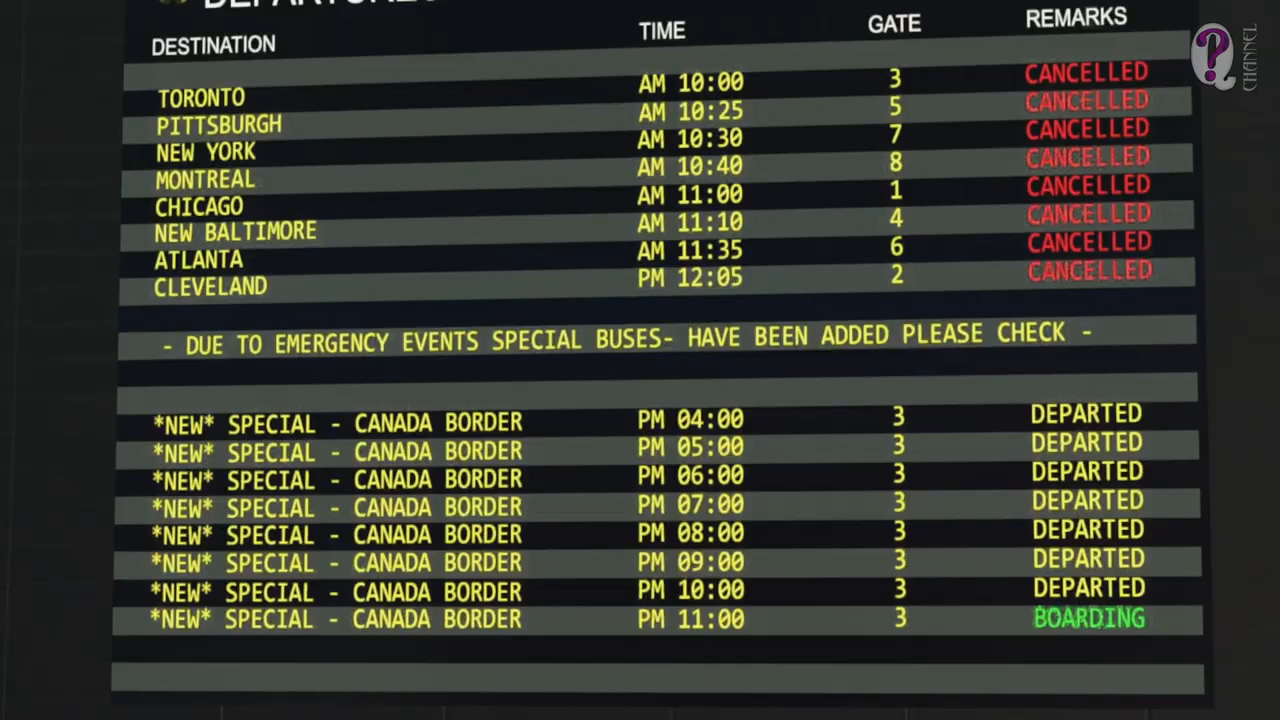 DEPARTURES
DESTINATION TIME GATE REMARKS
TORONTO AM 10:00 3 CANCELLED
PITTSBURGH AM 10:25 5 CANCELLED
NEW YORK AM 10:30 7 CANCELLED
MONTREAL AM 10:40 8 CANCELLED
CHICAGO AM 11:00 1 CANCELLED
NEW BALTIMORE AM 11:10 4 CANCELLED
ATLANTA AM 11:35 6 CANCELLED
CLEVELAND PM 12:05 2 CANCELLED
- DUE TO EMERGENCY EVENTS SPECIAL BUSES- HAVE BEEN ADDED PLEASE CHECK -
*NEW* SPECIAL - CANADA BORDER PM 04:00 3 DEPARTED
*NEW* SPECIAL - CANADA BORDER PM 05:00 3 DEPARTED
*NEW* SPECIAL - CANADA BORDER PM 06:00 3 DEPARTED
*NEW* SPECIAL - CANADA BORDER PM 07:00 3 DEPARTED
*NEW* SPECIAL - CANADA BORDER PM 08:00 3 DEPARTED
*NEW* SPECIAL - CANADA BORDER PM 09:00 3 DEPARTED
*NEW* SPECIAL - CANADA BORDER PM 10:00 3 DEPARTED
*NEW* SPECIAL - CANADA BORDER PM 11:00 3 BOARDING
? CHANNEL